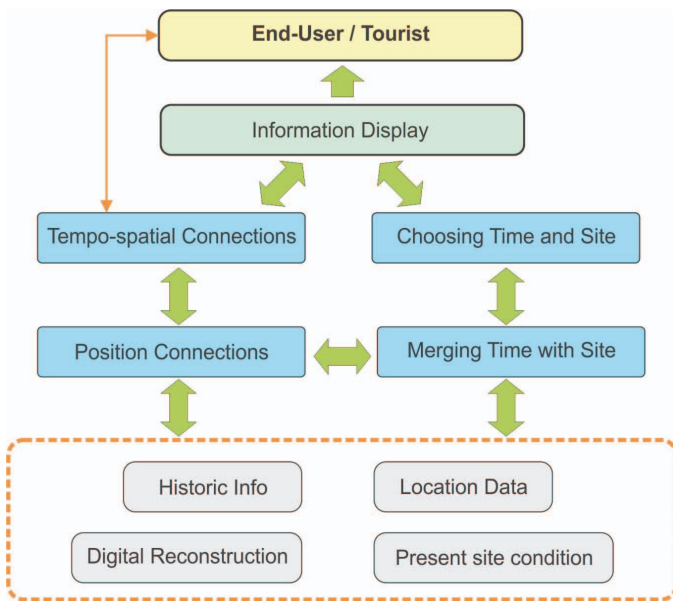 End-User / Tourist
Information Display
Tempo-spatial Connections
Choosing Time and Site
Position Connections
Merging Time with Site
Historic Info
Location Data
Digital Reconstruction
Present site condition